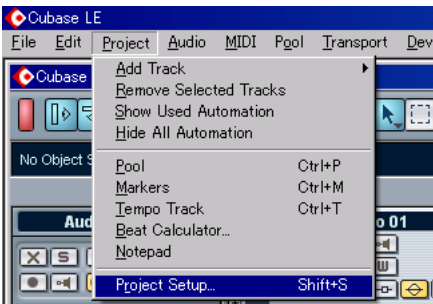 Cubase LE
File Edit Project Audio MIDI Pool Transport Dev
Cubase
Add Track
Remove Selected Tracks
Show Used Automation
Hide All Automation
No Object S
Pool Ctrl+P
Markers Ctrl+M
Tempo Track Ctrl+T
Beat Calculator...
Notepad
Aud
o 01
X S
W
Project Setup... Shift+S